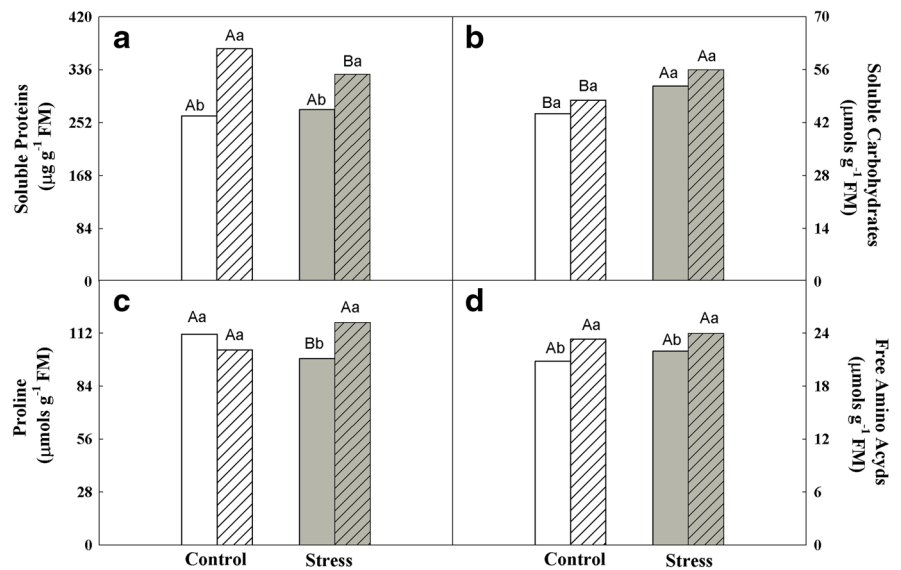 420
336
252
168
84
0
Soluble Proteins
(µg g-1 FM)
a
Ab
Aa
Ab
Ba
b
Ba
Ba
Aa
Aa
70
56
42
28
14
0
Soluble Carbohydrates
(µmols g-1 FM)
112
84
56
28
0
Proline
(µmols g-1 FM)
c
Aa
Aa
Bb
Aa
d
Ab
Aa
Ab
Aa
24
18
12
6
0
Free Amino Acyds
(µmols g-1 FM)
Control
Stress
Control
Stress